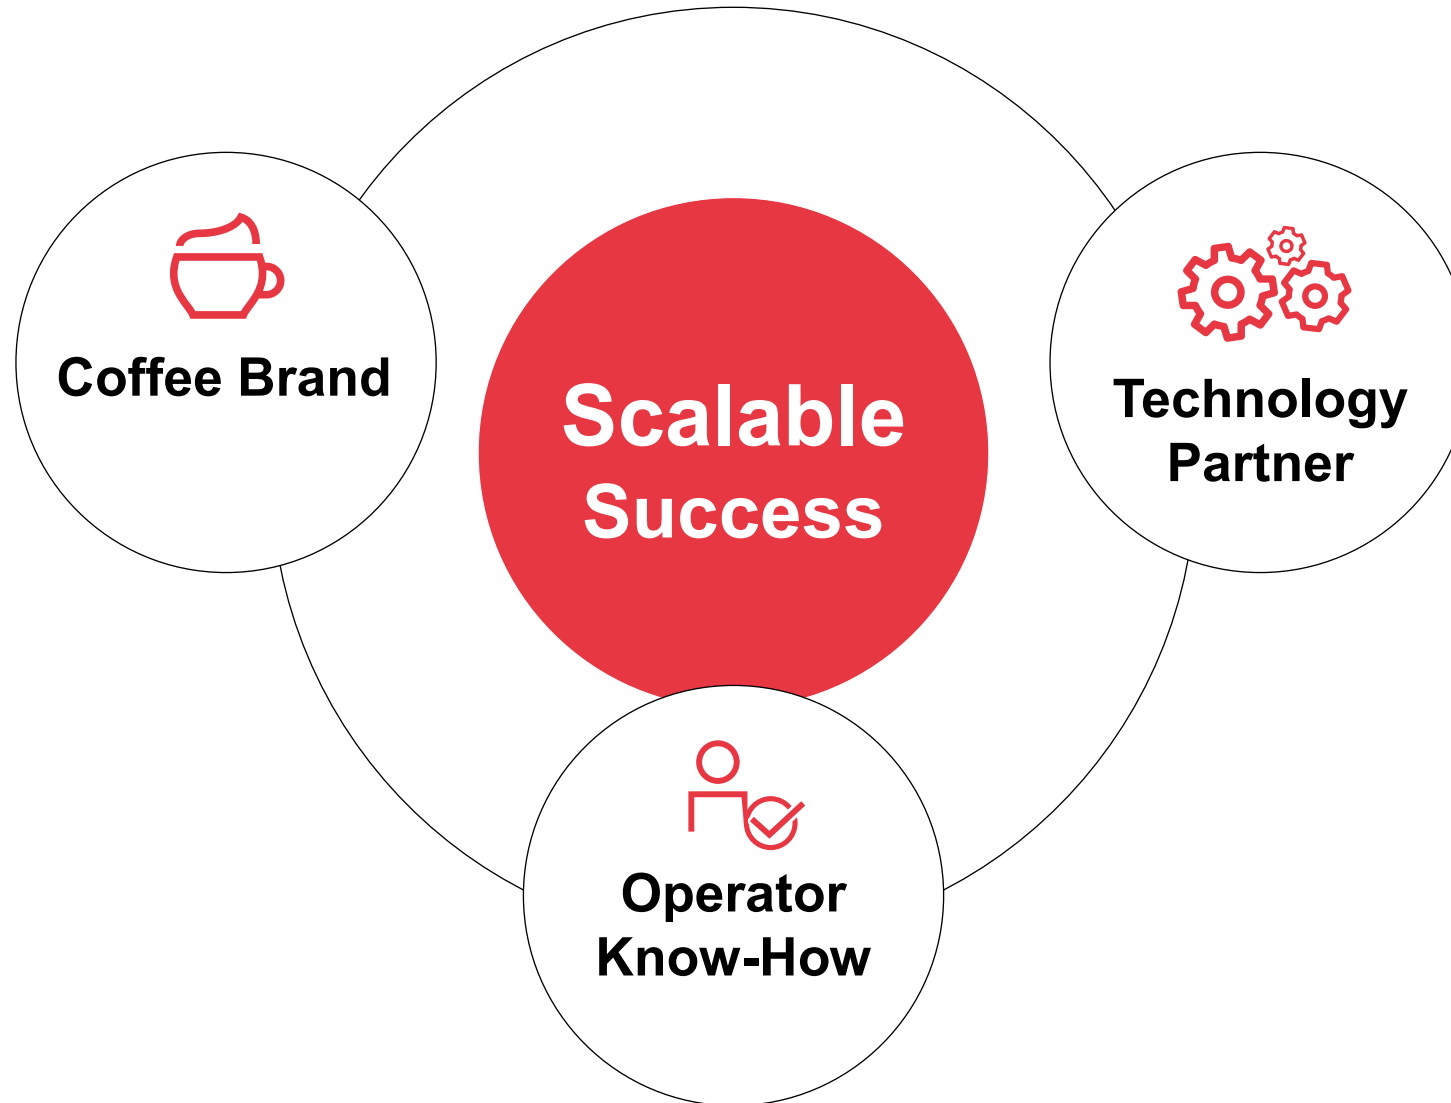 Coffee Brand
Scalable
Success
Technology
Partner
Operator
Know-How